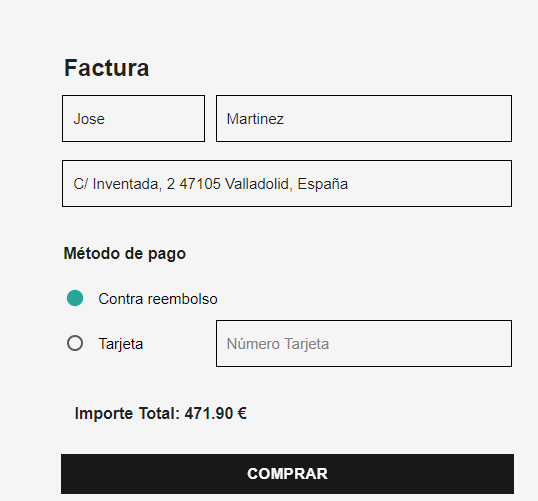 Factura
Jose Martinez
C/ Inventada, 2 47105 Valladolid, España
Método de pago
Contra reembolso
Tarjeta Número Tarjeta
Importe Total: 471.90 €
COMPRAR